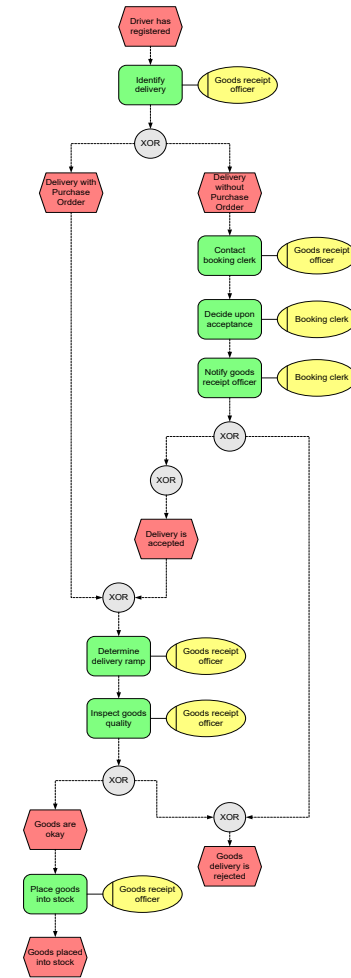 Driver has
registered
Identify
delivery
Goods receipt
officer
XOR
Delivery with
Purchase
Ordder
Delivery
without
Purchase
Ordder
Contact
booking clerk
Goods receipt
officer
Decide upon
acceptance
Booking clerk
Notify goods
receipt officer
Booking clerk
XOR
XOR
Delivery is
accepted
XOR
Determine
delivery ramp
Goods receipt
officer
Inspect goods
quality
Goods receipt
officer
XOR
Goods are
okay
XOR
Goods
delivery is
rejected
Place goods
into stock
Goods receipt
officer
Goods placed
into stock